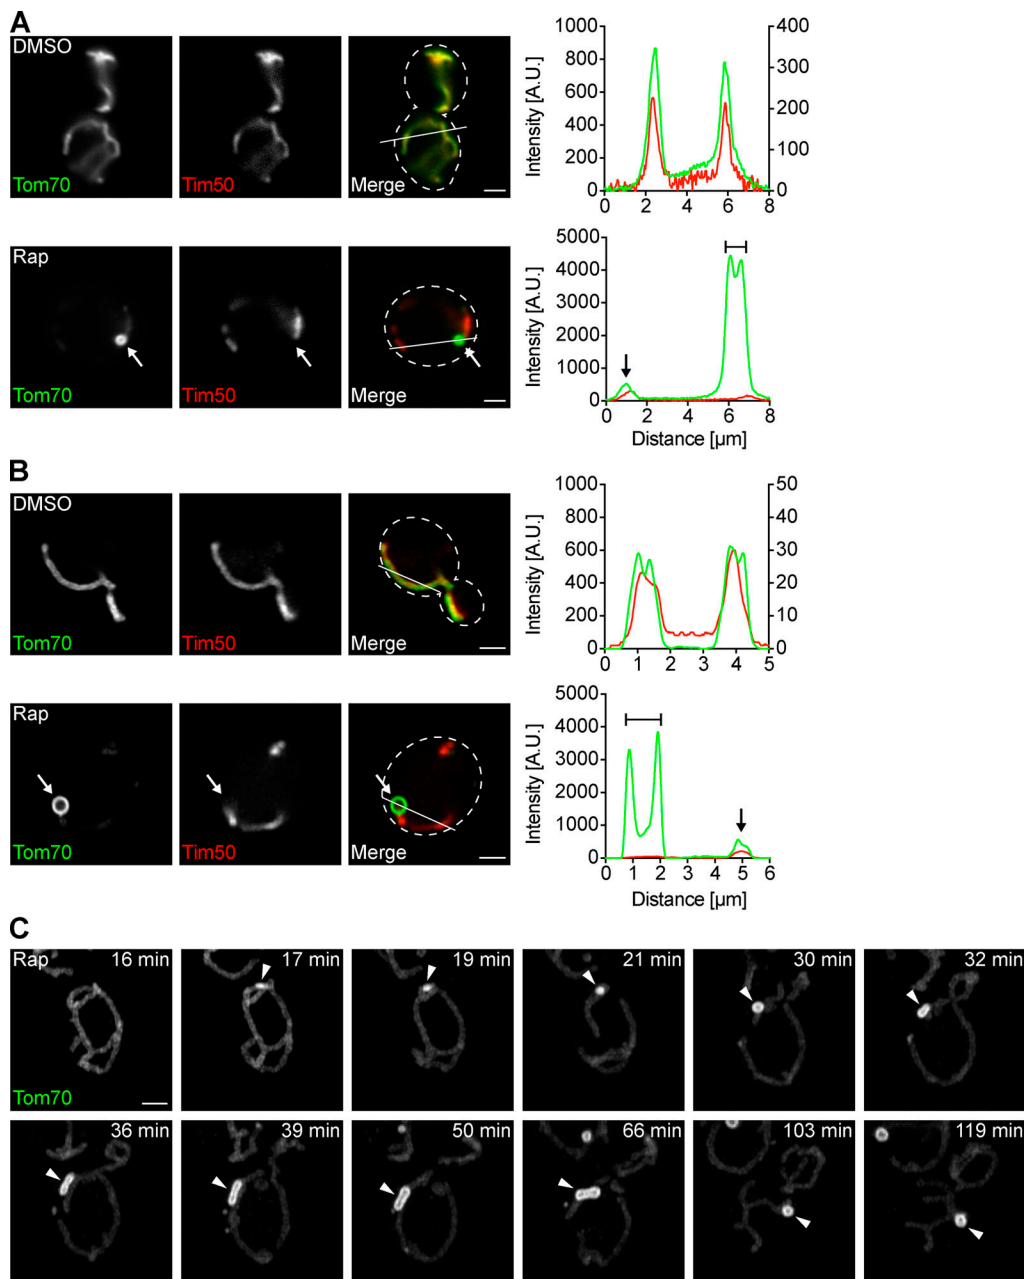 A
DMSO
Tom70
Tim50
Merge
Intensity [A.U.]
1000
800
600
400
200
0
400
300
200
100
0
0 2 4 6 8
Rap
Tom70
Tim50
Merge
Intensity [A.U.]
5000
4000
3000
2000
1000
0
0 2 4 6 8
Distance [µm]
B
DMSO
Tom70
Tim50
Merge
Intensity [A.U.]
1000
800
600
400
200
0
50
40
30
20
10
0
0 1 2 3 4 5
Rap
Tom70
Tim50
Merge
Intensity [A.U.]
5000
4000
3000
2000
1000
0
0 1 2 3 4 5 6
Distance [µm]
C
Rap 16 min 17 min 19 min 21 min 30 min 32 min
Tom70
36 min 39 min 50 min 66 min 103 min 119 min